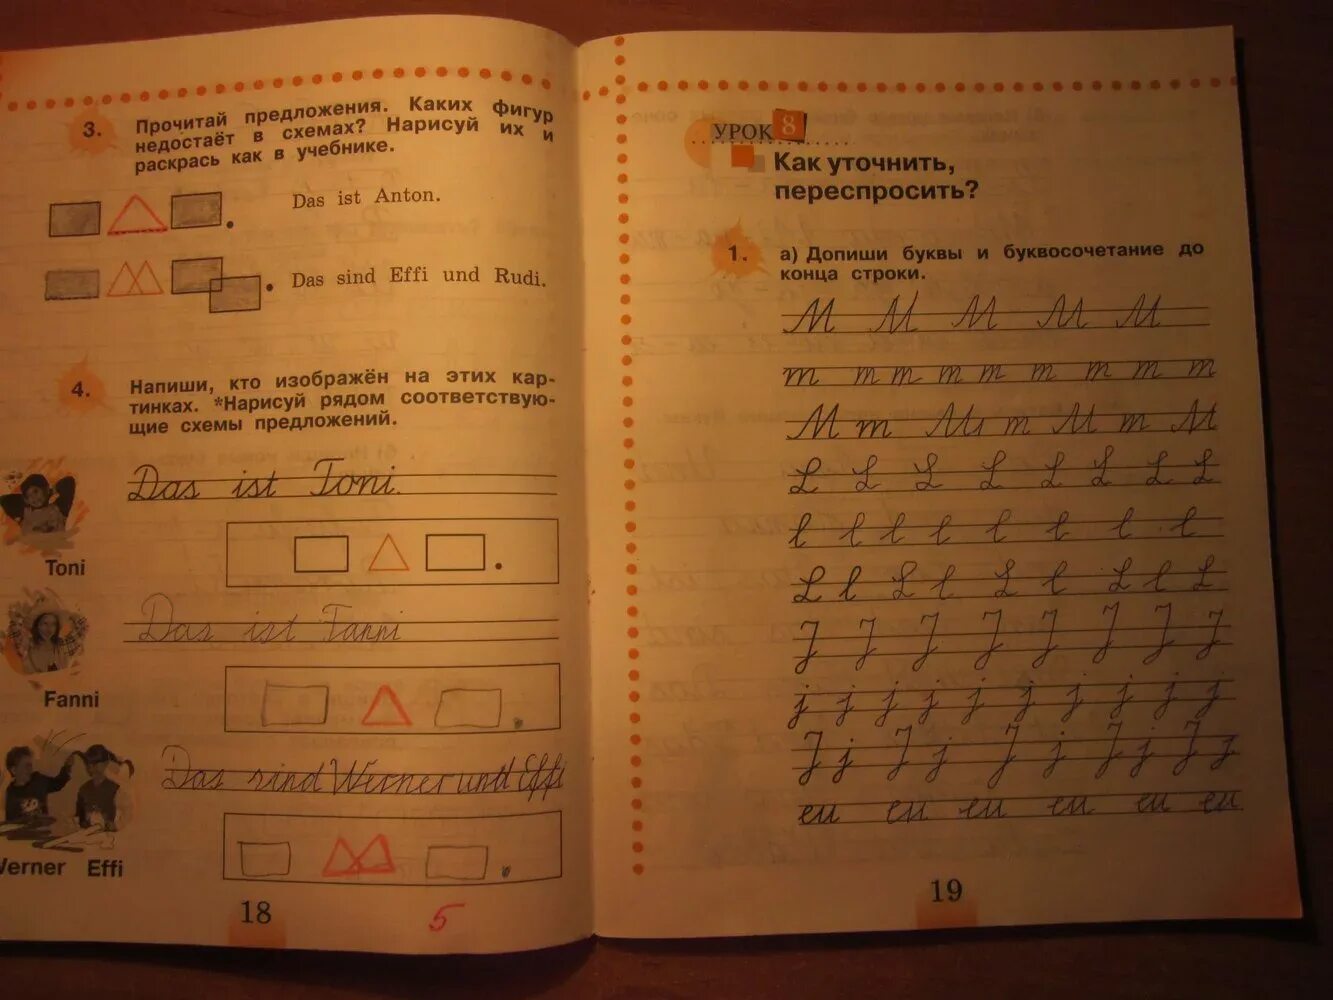 3. Прочитай предложения. Каких фигур
недостаёт в схемах? Нарисуй их и
раскрась как в учебнике.
Das ist Anton.
Das sind Effi und Rudi.
4. Напиши, кто изображён на этих кар-
тинках. *Нарисуй рядом соответствую-
щие схемы предложений.
Das ist Toni.
Toni
Das ist Fanni
Fanni
Das sind Werner und Effi
Werner Effi
18
5
УРОК 8
Как уточнить,
переспросить?
1. а) Допиши буквы и буквосочетание до
конца строки.
M M M M M
m m m m m m m m m
M m M m M m M
L L L L L L L L
l l l l l l l l
L l L l L l L l L
J J J J J J J J
j j j j j j j j j j
J j J j J j J j J j
eu eu eu eu eu eu
19